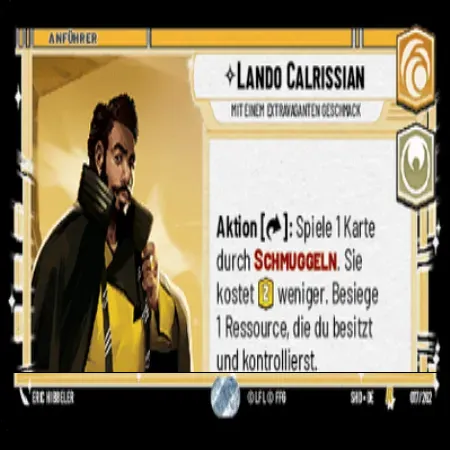 ANFÜHRER
LANDO CALRISSIAN
MIT EINEM EXTRAVAGANTEN GESCHMACK
Aktion [ ]: Spiele 1 Karte
durch SCHMUGGELN. Sie
kostet 2 weniger. Besiege
1 Ressource, die du besitzt
und kontrollierst.
ERIC HIBBELER
© LFL © FFG
SHD • DE
017/262